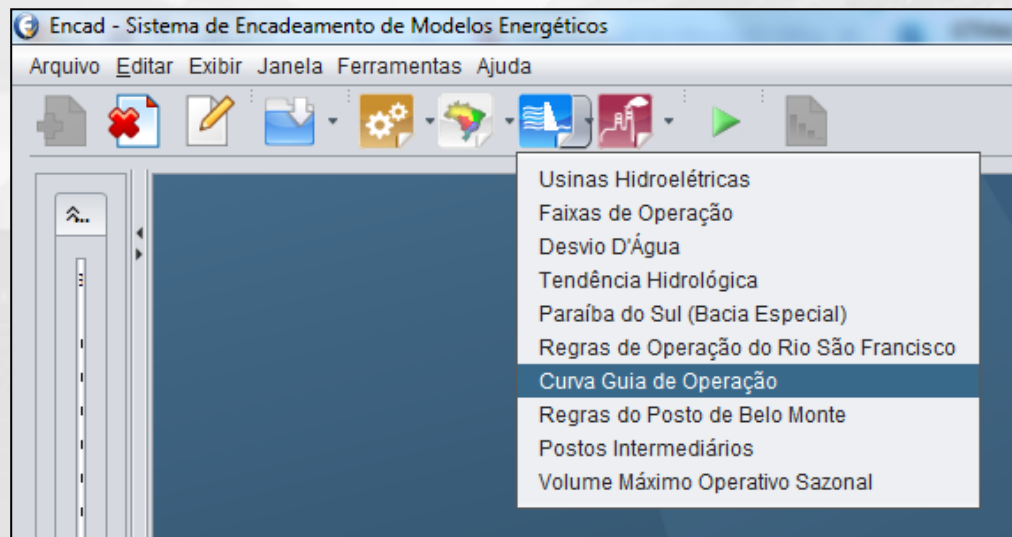 Encad - Sistema de Encadeamento de Modelos Energéticos
Arquivo Editar Exibir Janela Ferramentas Ajuda
Usinas Hidroelétricas
Faixas de Operação
Desvio D'Água
Tendência Hidrológica
Paraíba do Sul (Bacia Especial)
Regras de Operação do Rio São Francisco
Curva Guia de Operação
Regras do Posto de Belo Monte
Postos Intermediários
Volume Máximo Operativo Sazonal